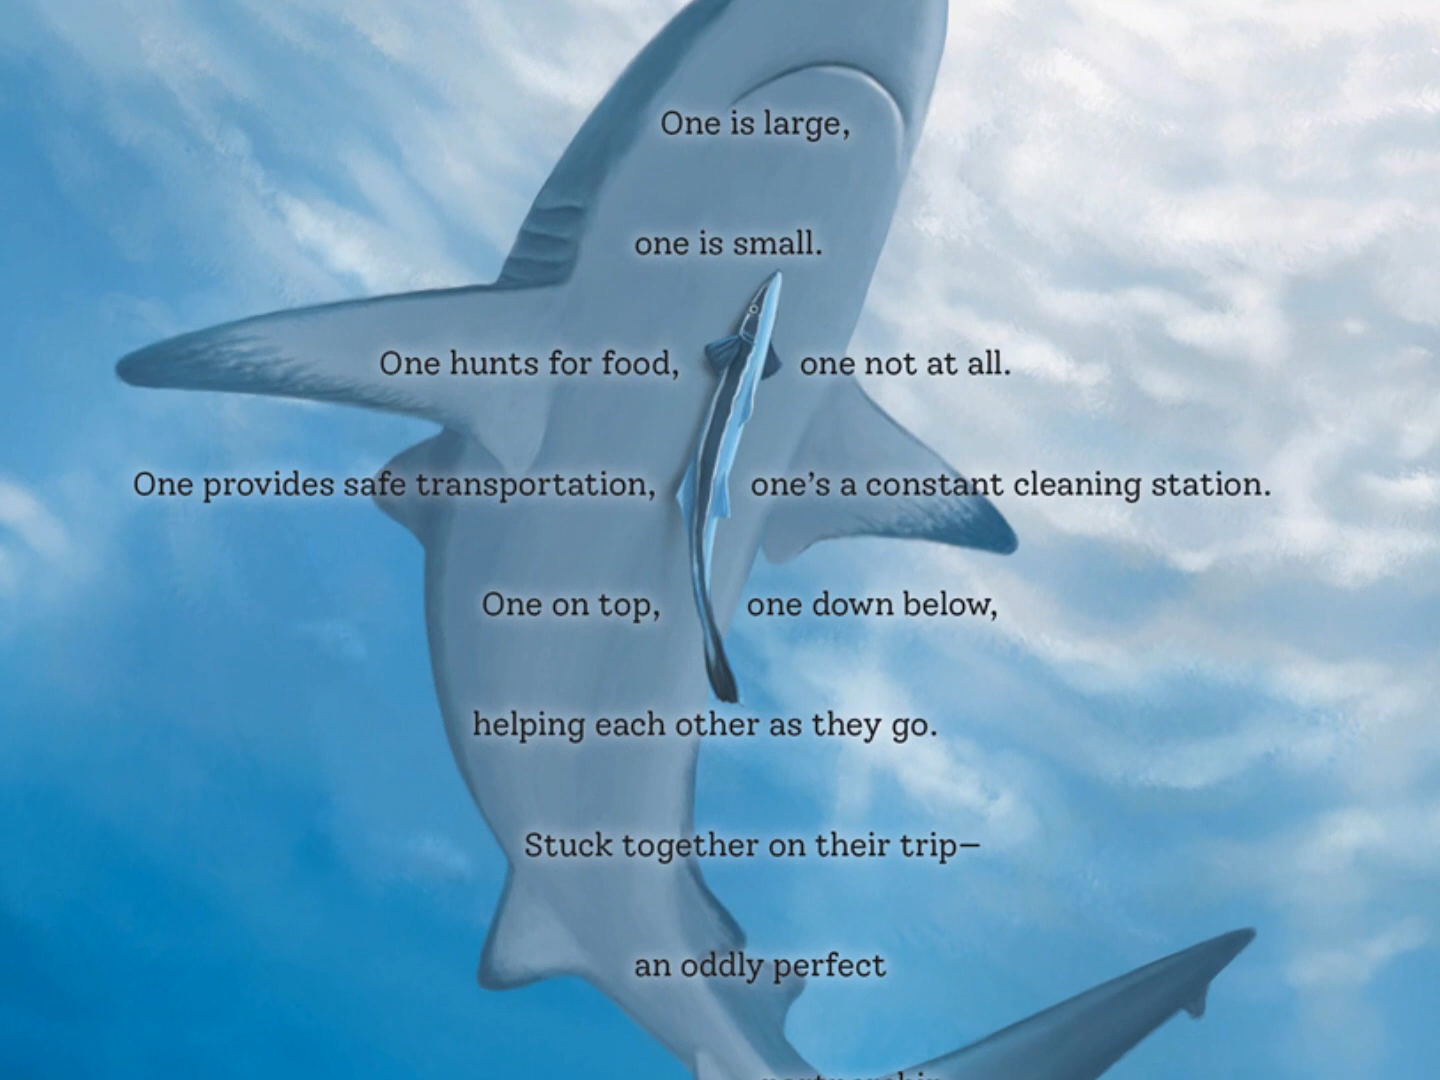 One is large,
one is small.
One hunts for food, one not at all.
One provides safe transportation, one's a constant cleaning station.
One on top, one down below,
helping each other as they go.
Stuck together on their trip—
an oddly perfect